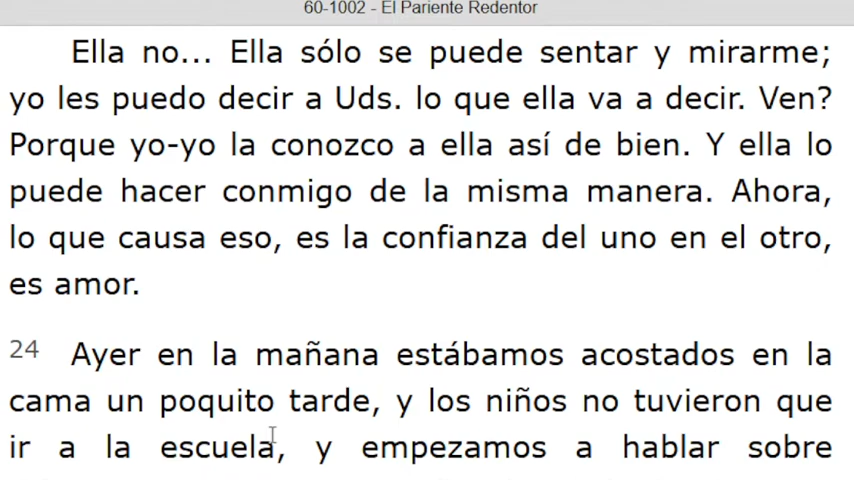 60-1002 - El Pariente Redentor
Ella no... Ella sólo se puede sentar y mirarme;
yo les puedo decir a Uds. lo que ella va a decir. Ven?
Porque yo-yo la conozco a ella así de bien. Y ella lo
puede hacer conmigo de la misma manera. Ahora,
lo que causa eso, es la confianza del uno en el otro,
es amor.
24 Ayer en la mañana estábamos acostados en la
cama un poquito tarde, y los niños no tuvieron que
ir a la escuela, y empezamos a hablar sobre